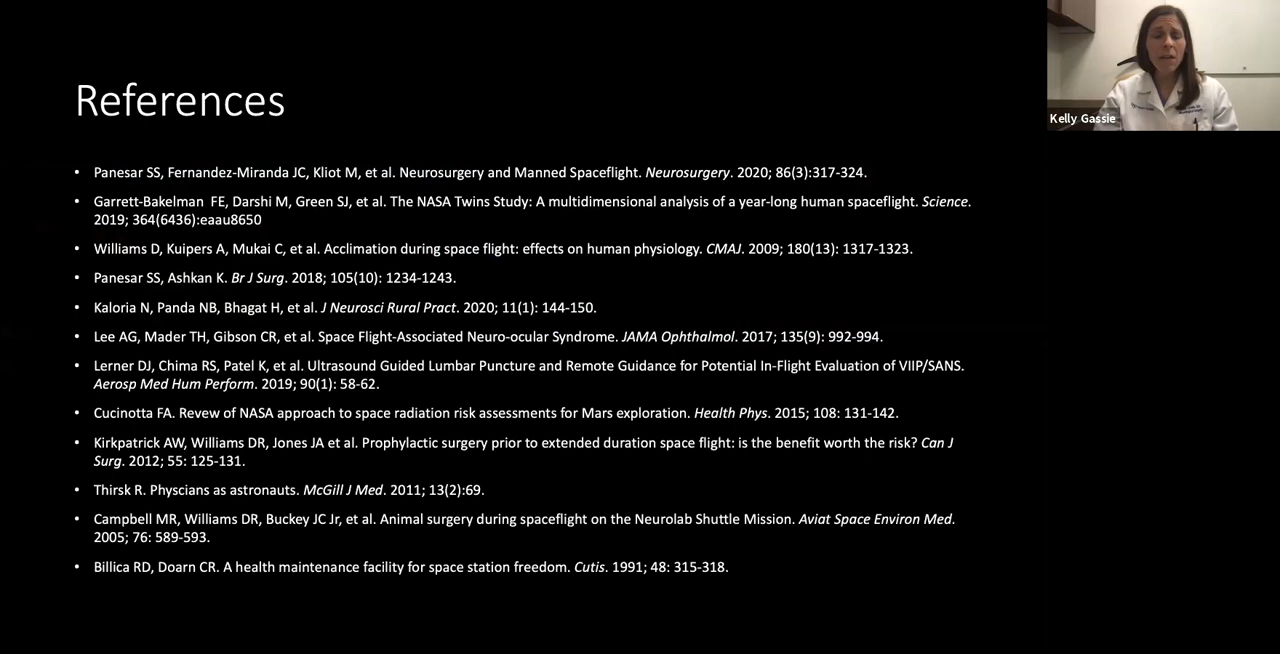 References
Kelly Gassie
• Panesar SS, Fernandez-Miranda JC, Kliot M, et al. Neurosurgery and Manned Spaceflight. Neurosurgery. 2020; 86(3):317-324.
• Garrett-Bakelman  FE, Darshi M, Green SJ, et al. The NASA Twins Study: A multidimensional analysis of a year-long human spaceflight. Science.
2019; 364(6436):eaau8650
• Williams D, Kuipers A, Mukai C, et al. Acclimation during space flight: effects on human physiology. CMAJ. 2009; 180(13): 1317-1323.
• Panesar SS, Ashkan K. Br J Surg. 2018; 105(10): 1234-1243.
• Kaloria N, Panda NB, Bhagat H, et al. J Neurosci Rural Pract. 2020; 11(1): 144-150.
• Lee AG, Mader TH, Gibson CR, et al. Space Flight-Associated Neuro-ocular Syndrome. JAMA Ophthalmol. 2017; 135(9): 992-994.
• Lerner DJ, Chima RS, Patel K, et al. Ultrasound Guided Lumbar Puncture and Remote Guidance for Potential In-Flight Evaluation of VIIP/SANS.
Aerosp Med Hum Perform. 2019; 90(1): 58-62.
• Cucinotta FA. Revew of NASA approach to space radiation risk assessments for Mars exploration. Health Phys. 2015; 108: 131-142.
• Kirkpatrick AW, Williams DR, Jones JA et al. Prophylactic surgery prior to extended duration space flight: is the benefit worth the risk? Can J
Surg. 2012; 55: 125-131.
• Thirsk R. Physcians as astronauts. McGill J Med. 2011; 13(2):69.
• Campbell MR, Williams DR, Buckey JC Jr, et al. Animal surgery during spaceflight on the Neurolab Shuttle Mission. Aviat Space Environ Med.
2005; 76: 589-593.
• Billica RD, Doarn CR. A health maintenance facility for space station freedom. Cutis. 1991; 48: 315-318.